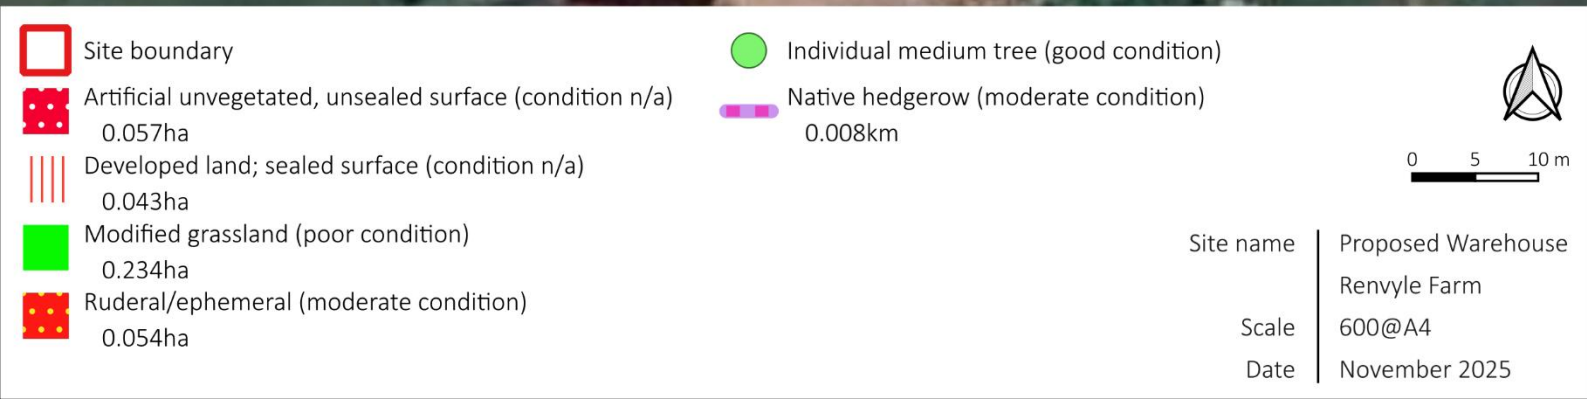 Site boundary
Artificial unvegetated, unsealed surface (condition n/a)
0.057ha
Developed land; sealed surface (condition n/a)
0.043ha
Modified grassland (poor condition)
0.234ha
Ruderal/ephemeral (moderate condition)
0.054ha
Individual medium tree (good condition)
Native hedgerow (moderate condition)
0.008km
0 5 10 m
Site name Proposed Warehouse
Renvyle Farm
Scale 600@A4
Date November 2025